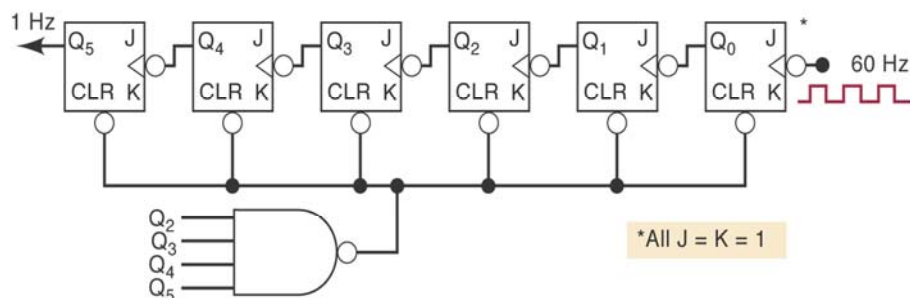 1 Hz
Q5 J Q4 J Q3 J Q2 J Q1 J Q0 J *
60 Hz
CLR K CLR K CLR K CLR K CLR K CLR K
Q2
Q3
Q4
Q5
*All J = K = 1